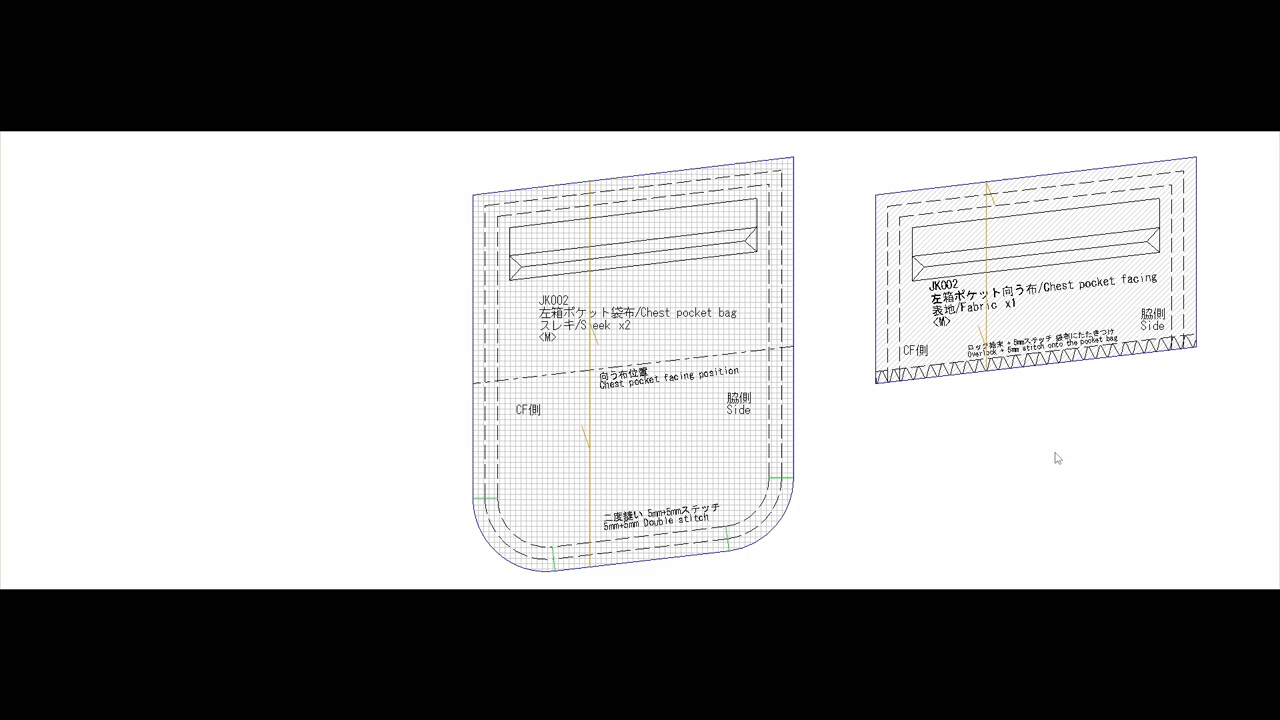 JK002
左箱ポケット袋布/Chest pocket bag
スレキ/Sleek x2
<M>
向う布位置
Chest pocket facing position
CF側
脇側
Side
二度縫い 5mm+5mmステッチ
5mm+5mm Double stitch
JK002
左箱ポケット向う布/Chest pocket facing
表地/Fabric x1
<M>
脇側
Side
CF側
ロック始末 + 5mmステッチ 袋布にたたきつけ
Overlock + 5mm stitch onto the pocket bag